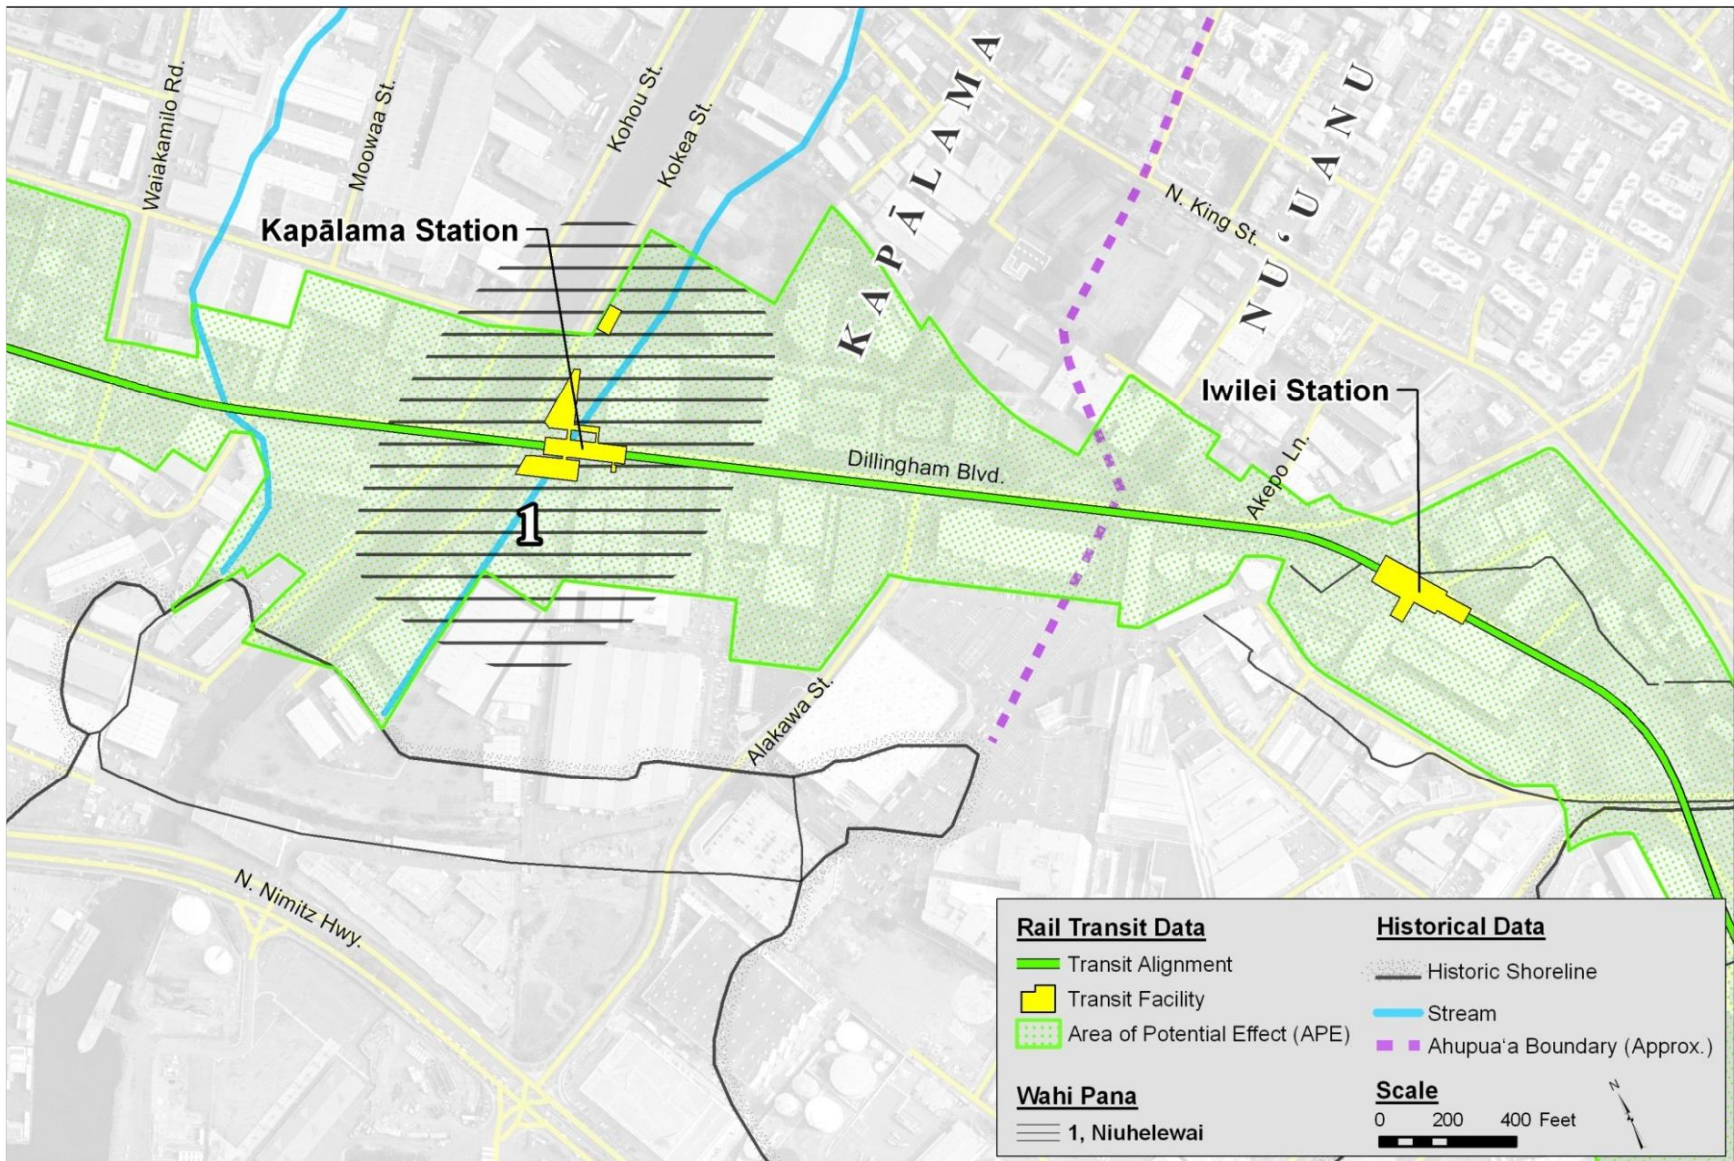 Waiakamilo Rd.
Moowaa St.
Kohou St.
Kokea St.
KAPĀLAMA
NUʻUANU
N. King St.
Kapālama Station
Iwilei Station
Dillingham Blvd.
Akepo Ln.
1
Alakawa St.
N. Nimitz Hwy.
Rail Transit Data
Transit Alignment
Transit Facility
Area of Potential Effect (APE)
Wahi Pana
1, Niuhelewai
Historical Data
Historic Shoreline
Stream
Ahupuaʻa Boundary (Approx.)
Scale
0 200 400 Feet
N